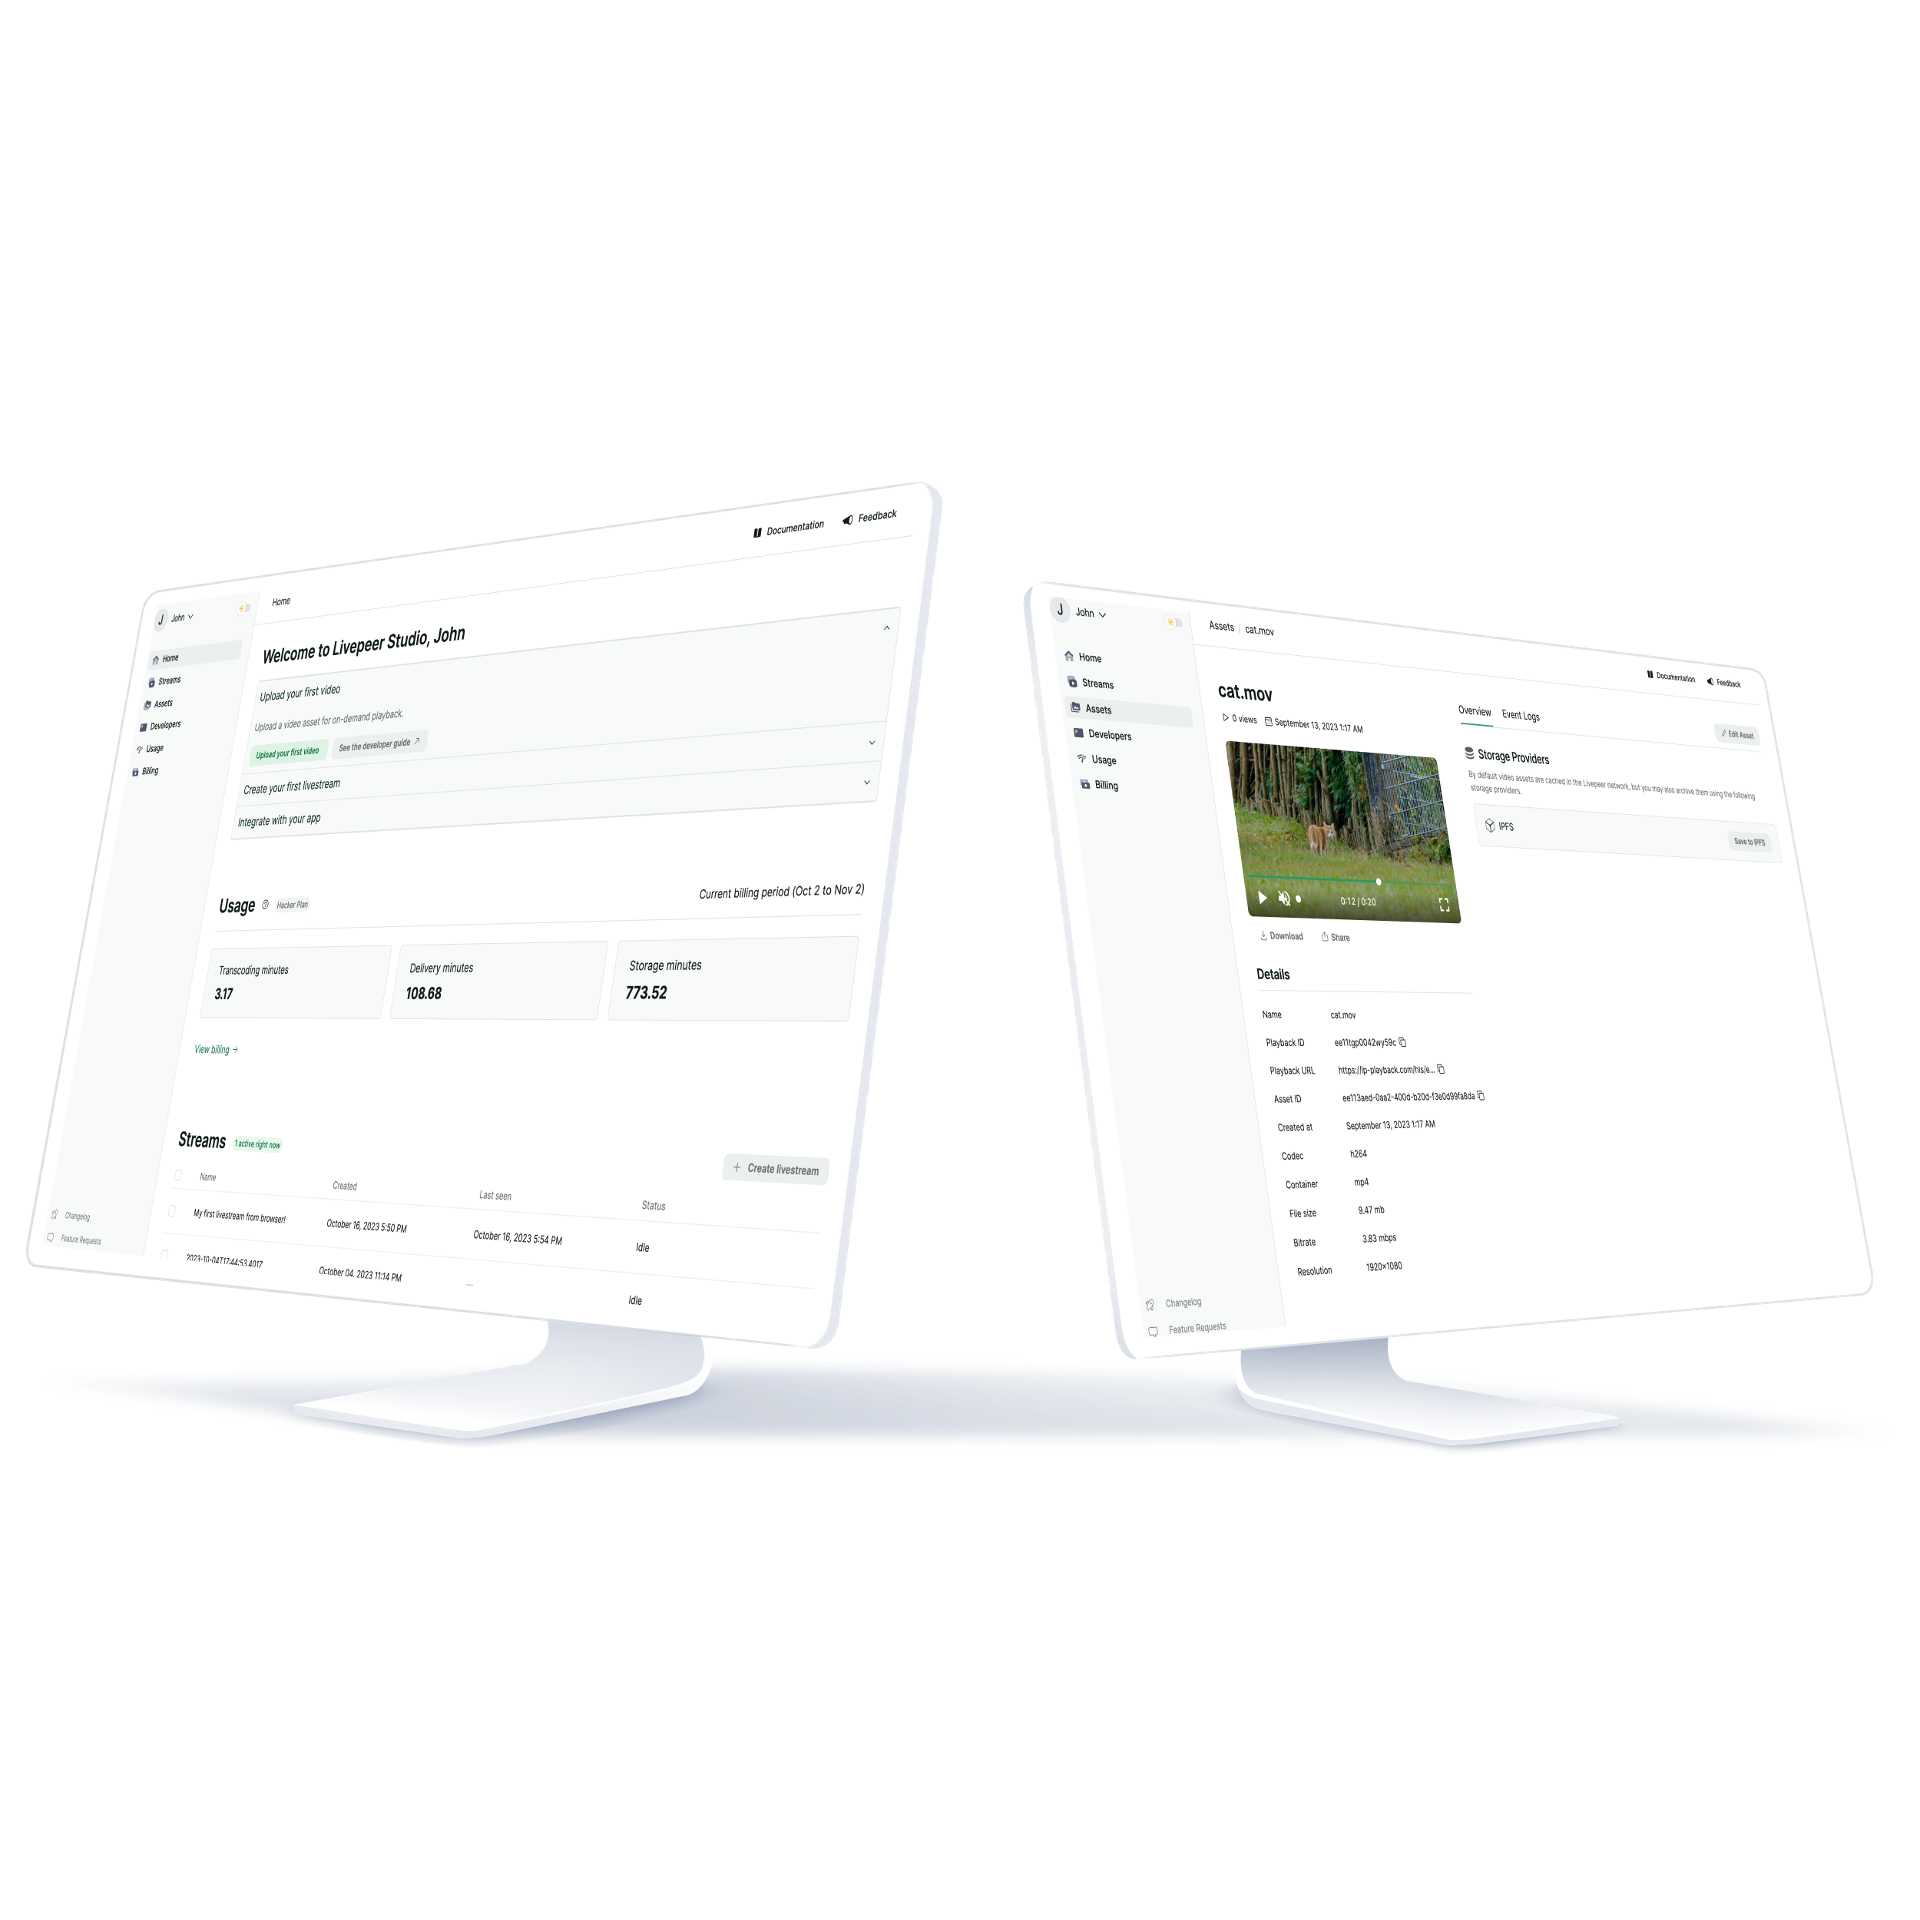 Documentation
Feedback
J John
Home
Home
Streams
Assets
Developers
Usage
Billing
Changelog
Feature Requests
Welcome to Livepeer Studio, John
Upload your first video
Upload a video asset for on-demand playback.
Upload your first video
See the developer guide
Create your first livestream
Integrate with your app
Usage Hacker Plan
Current billing period (Oct 2 to Nov 2)
Transcoding minutes
3.17
Delivery minutes
108.68
Storage minutes
773.52
View billing →
Streams 1 active right now
+ Create livestream
Name Created Last seen Status
My first livestream from browser! October 16, 2023 5:50 PM October 16, 2023 5:54 PM Idle
2023-10-04T17:44:53.401Z October 04, 2023 11:14 PM — Idle
J John
Assets / cat.mov
Documentation
Feedback
Home
Streams
Assets
Developers
Usage
Billing
Changelog
Feature Requests
cat.mov
0 views September 13, 2023 1:17 AM
0:12 / 0:20
Download
Share
Details
Name cat.mov
Playback ID ee11tgp0042wy59c
Playback URL https://lp-playback.com/hls/e...
Asset ID ee113aed-0aa2-400d-b20d-f3e0d99fa8da
Created at September 13, 2023 1:17 AM
Codec h264
Container mp4
File size 9.47 mb
Bitrate 3.83 mbps
Resolution 1920×1080
Overview Event Logs
Edit Asset
Storage Providers
By default video assets are cached in the Livepeer network, but you may also archive them using the following
storage providers.
IPFS
Save to IPFS